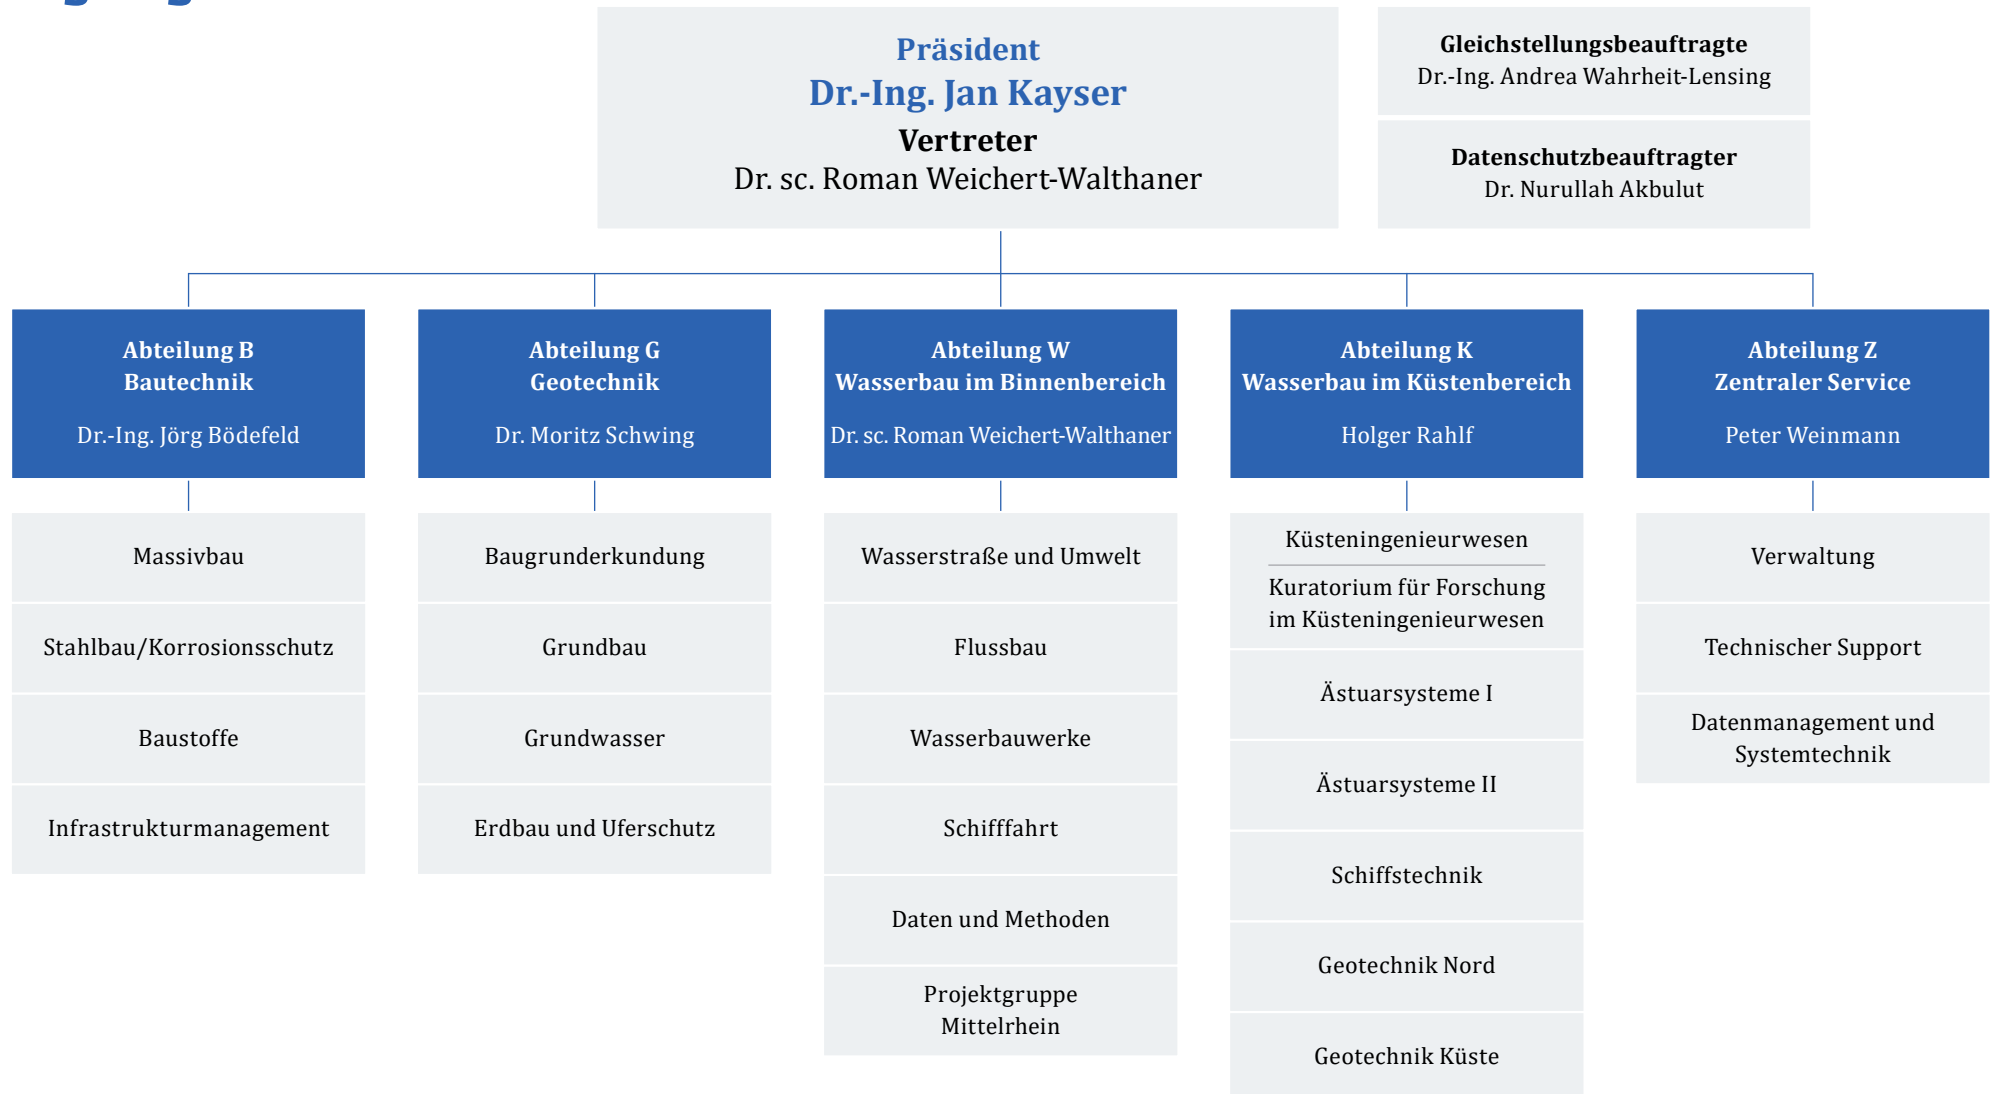 Präsident
Dr.-Ing. Jan Kayser
Vertreter
Dr. sc. Roman Weichert-Walthaner
Gleichstellungsbeauftragte
Dr.-Ing. Andrea Wahrheit-Lensing
Datenschutzbeauftragter
Dr. Nurullah Akbulut
Abteilung B
Bautechnik
Dr.-Ing. Jörg Bödefeld
Massivbau
Stahlbau/Korrosionsschutz
Baustoffe
Infrastrukturmanagement
Abteilung G
Geotechnik
Dr. Moritz Schwing
Baugrunderkundung
Grundbau
Grundwasser
Erdbau und Uferschutz
Abteilung W
Wasserbau im Binnenbereich
Dr. sc. Roman Weichert-Walthaner
Wasserstraße und Umwelt
Flussbau
Wasserbauwerke
Schifffahrt
Daten und Methoden
Projektgruppe
Mittelrhein
Abteilung K
Wasserbau im Küstenbereich
Holger Rahlf
Küsteningenieurwesen
Kuratorium für Forschung
im Küsteningenieurwesen
Ästuarsysteme I
Ästuarsysteme II
Schiffstechnik
Geotechnik Nord
Geotechnik Küste
Abteilung Z
Zentraler Service
Peter Weinmann
Verwaltung
Technischer Support
Datenmanagement und
Systemtechnik